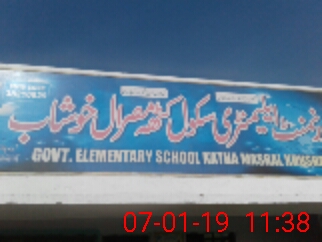 گورنمنٹ ایلیمنٹری سکول کٹھہ مصرال خوشاب
GOVT. ELEMENTARY SCHOOL KATHA MISRAL KHUSHAB
07-01-19 11:38